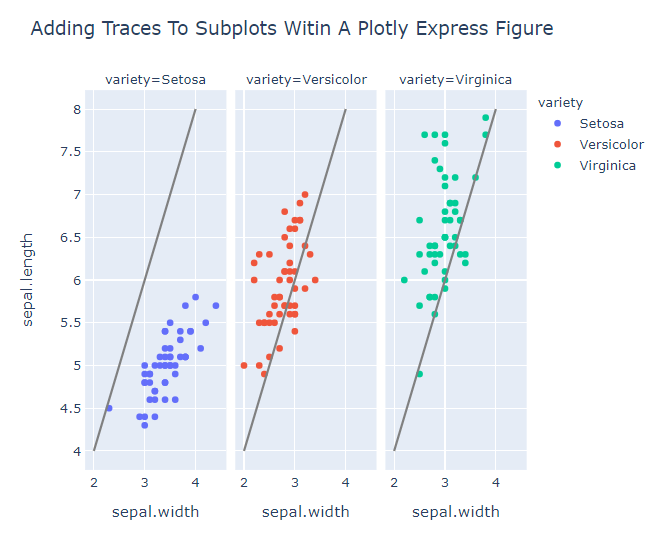 Adding Traces To Subplots Witin A Plotly Express Figure
variety=Setosa variety=Versicolor variety=Virginica
variety
Setosa
Versicolor
Virginica
sepal.length
8
7.5
7
6.5
6
5.5
5
4.5
4
2 3 4 2 3 4 2 3 4
sepal.width sepal.width sepal.width